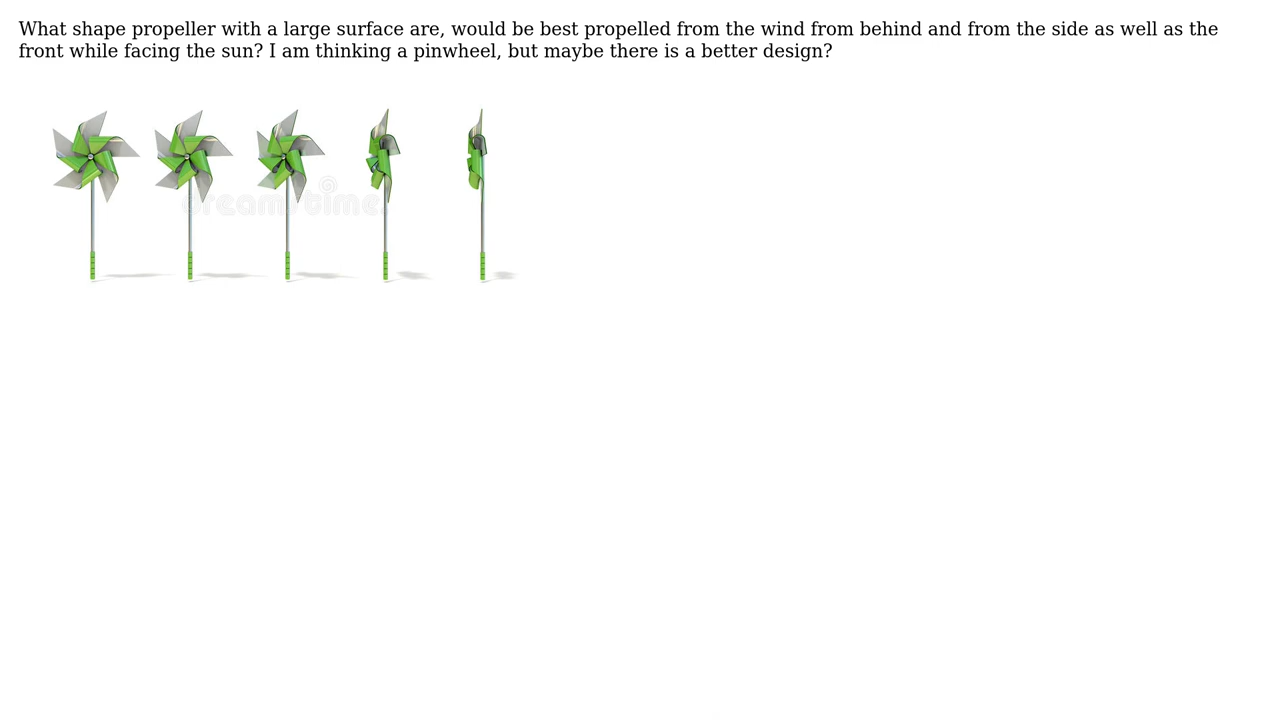 What shape propeller with a large surface are, would be best propelled from the wind from behind and from the side as well as the
front while facing the sun? I am thinking a pinwheel, but maybe there is a better design?
dreamstime.